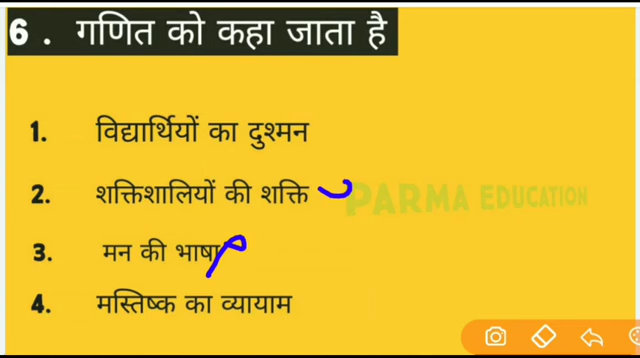 6 . गणित को कहा जाता है
1. विद्यार्थियों का दुश्मन
2. शक्तिशालियों की शक्ति
PARMA EDUCATION
3. मन की भाषा
4. मस्तिष्क का व्यायाम